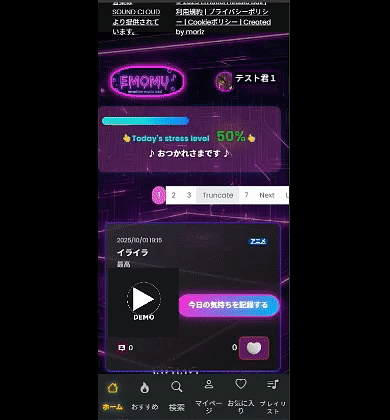 SOUND CLOUD
より提供されて
います。
利用規約 | プライバシーポリシ
ー | Cookieポリシー | Created
by moriz
EMOMU
テスト君１
👆Today's stress level 50%👆
♪ おつかれさまです ♪
1 2 3 Truncate 7 Next
2025/10/01 19:15
アニメ
イライラ
最高
DEMO
今日の気持ちを記録する
0
0
ホーム
おすすめ
検索
マイペー
ジ
お気に入
り
プレイリ
スト